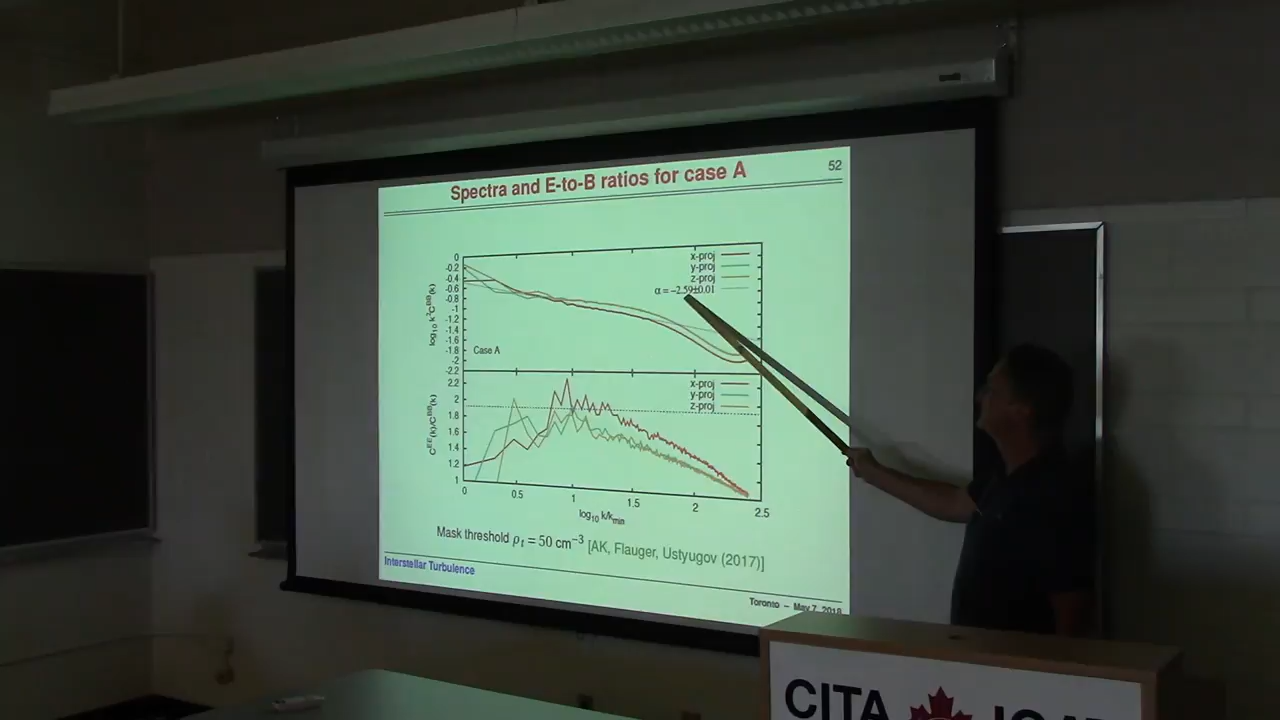 Spectra and E-to-B ratios for case A
52
0
-0.2
-0.4
-0.6
-0.8
-1
-1.2
-1.4
-1.6
-1.8
-2
-2.2
log₁₀ k²Cᴮᴮ(k)
x-proj
y-proj
z-proj
α = −2.59±0.01
Case A
2.2
2
1.8
1.6
1.4
1.2
1
Cᴱᴱ(k)/Cᴮᴮ(k)
x-proj
y-proj
z-proj
0
0.5
1
1.5
2
2.5
log₁₀ k/kₘᵢₙ
Mask threshold ρₜ = 50 cm⁻³ [AK, Flauger, Ustyugov (2017)]
Interstellar Turbulence
Toronto – May 7, 2018
CITA